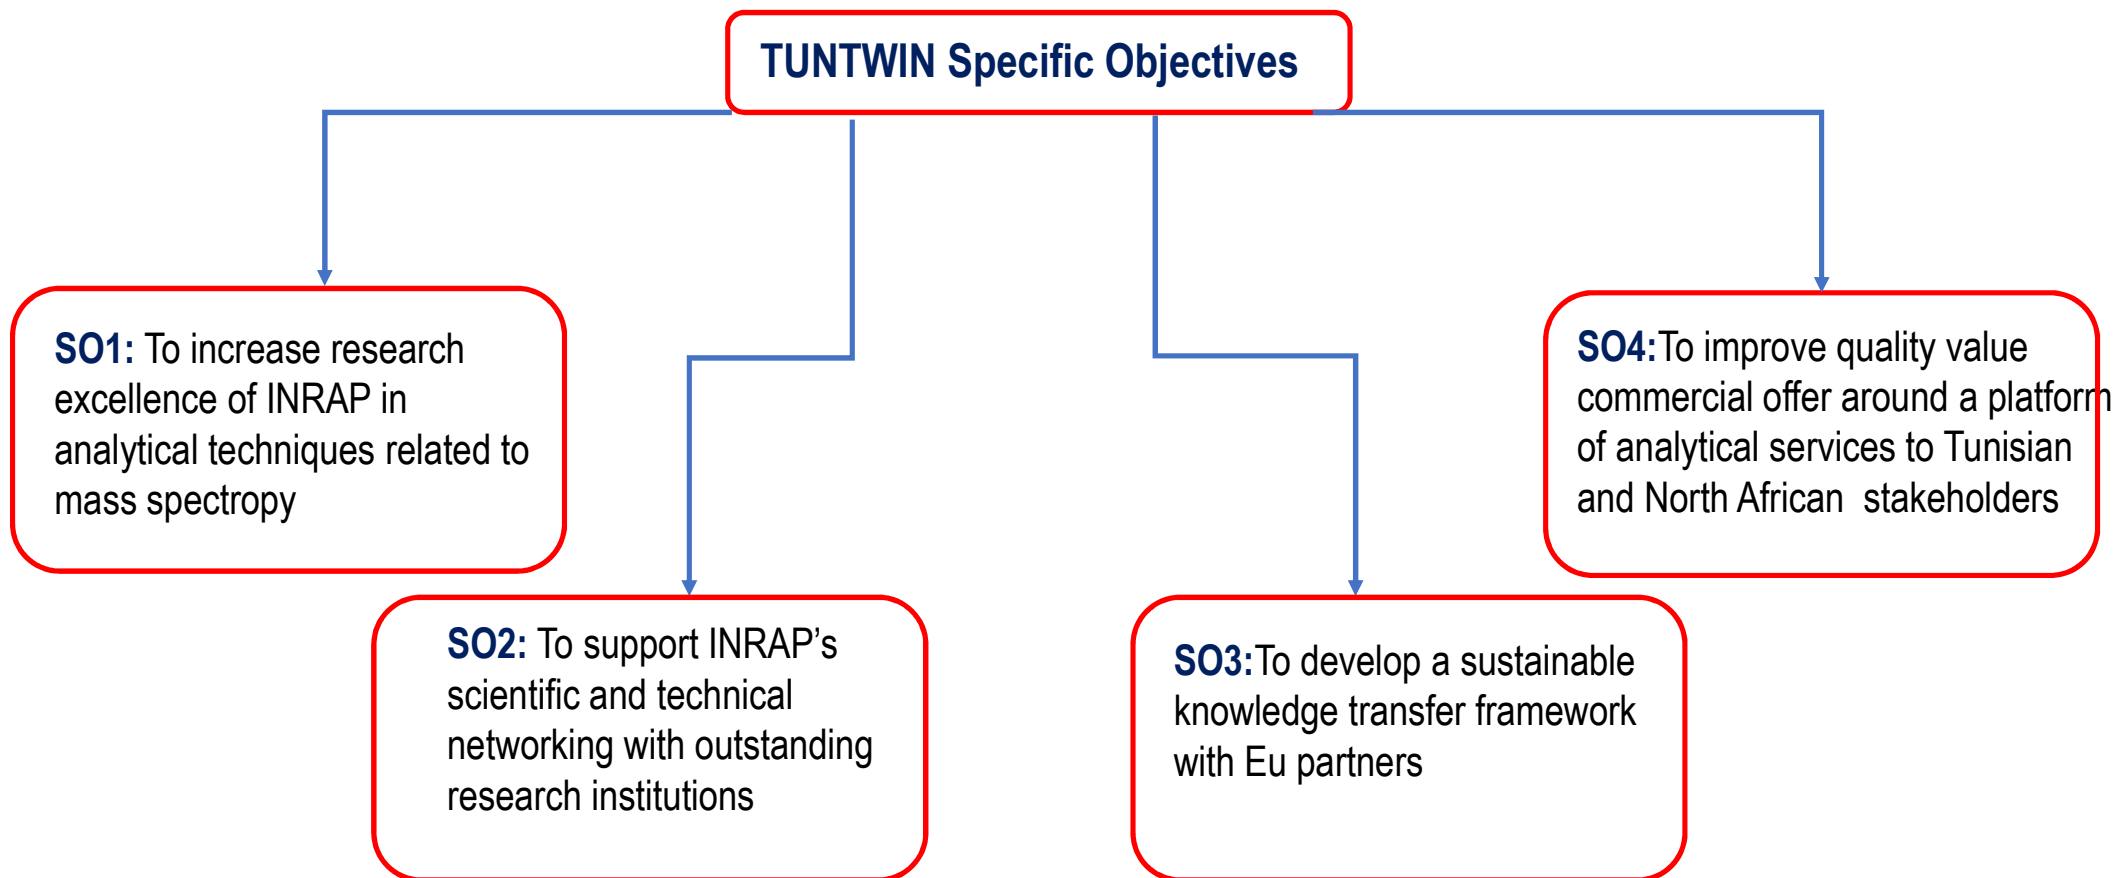 TUNTWIN Specific Objectives
SO1: To increase research
excellence of INRAP in
analytical techniques related to
mass spectropy
SO2: To support INRAP’s
scientific and technical
networking with outstanding
research institutions
SO3:To develop a sustainable
knowledge transfer framework
with Eu partners
SO4:To improve quality value
commercial offer around a platform
of analytical services to Tunisian
and North African  stakeholders